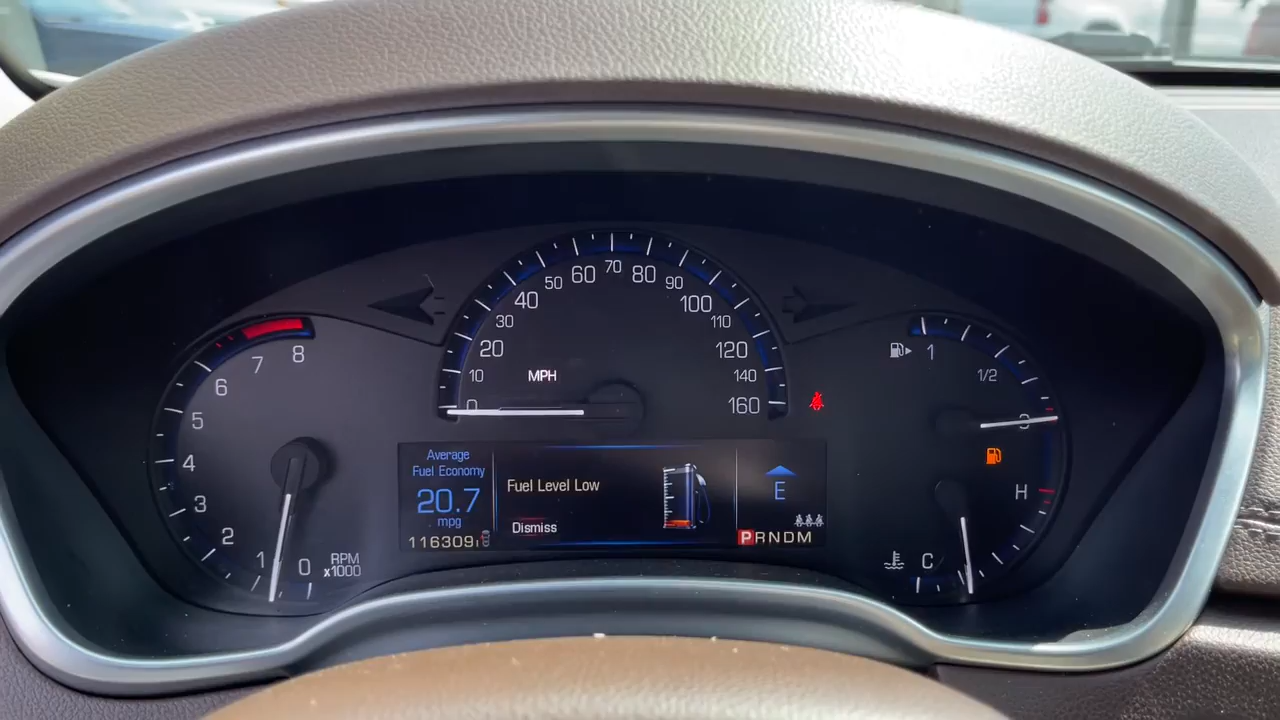 0
1
2
3
4
5
6
7
8
RPM
x1000
0
10
20
30
40
50
60
70
80
90
100
110
120
140
160
MPH
1
1/2
H
C
Average
Fuel Economy
20.7
mpg
116309
Fuel Level Low
Dismiss
E
PRNDM